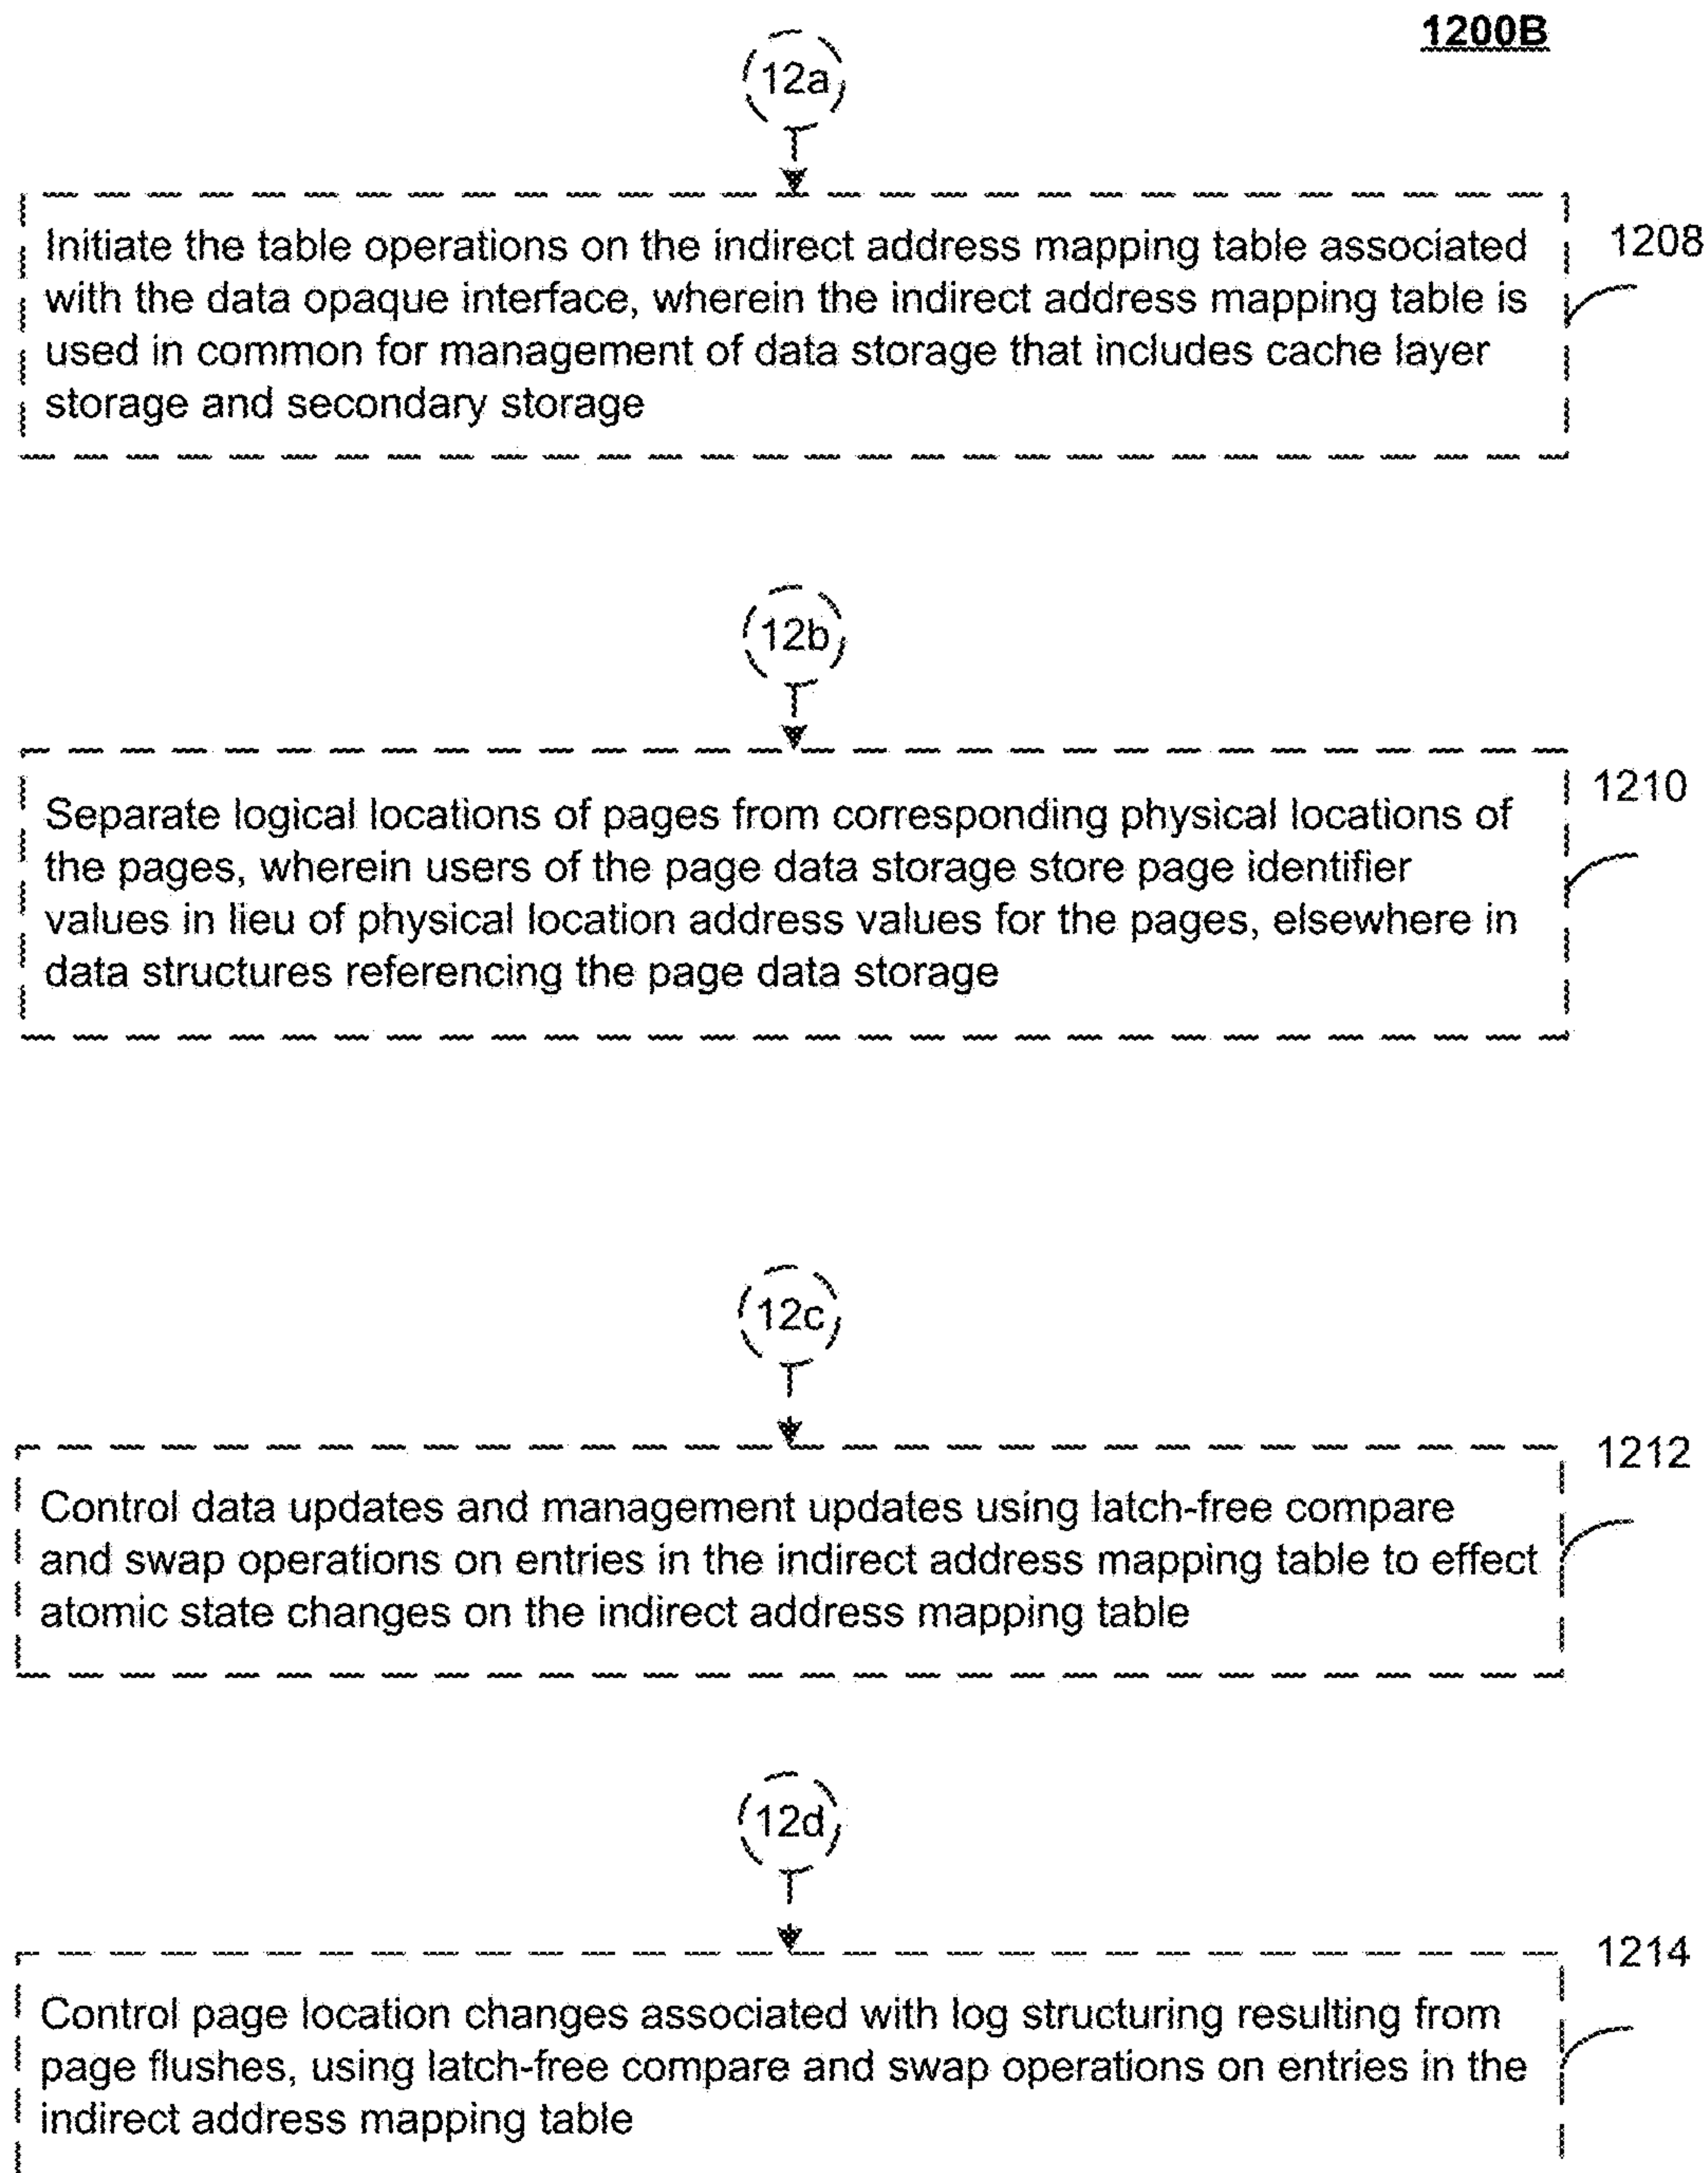 1200B
12a
Initiate the table operations on the indirect address mapping table associated
with the data opaque interface, wherein the indirect address mapping table is
used in common for management of data storage that includes cache layer
storage and secondary storage
1208
12b
Separate logical locations of pages from corresponding physical locations of
the pages, wherein users of the page data storage store page identifier
values in lieu of physical location address values for the pages, elsewhere in
data structures referencing the page data storage
1210
12c
Control data updates and management updates using latch-free compare
and swap operations on entries in the indirect address mapping table to effect
atomic state changes on the indirect address mapping table
1212
12d
Control page location changes associated with log structuring resulting from
page flushes, using latch-free compare and swap operations on entries in the
indirect address mapping table
1214